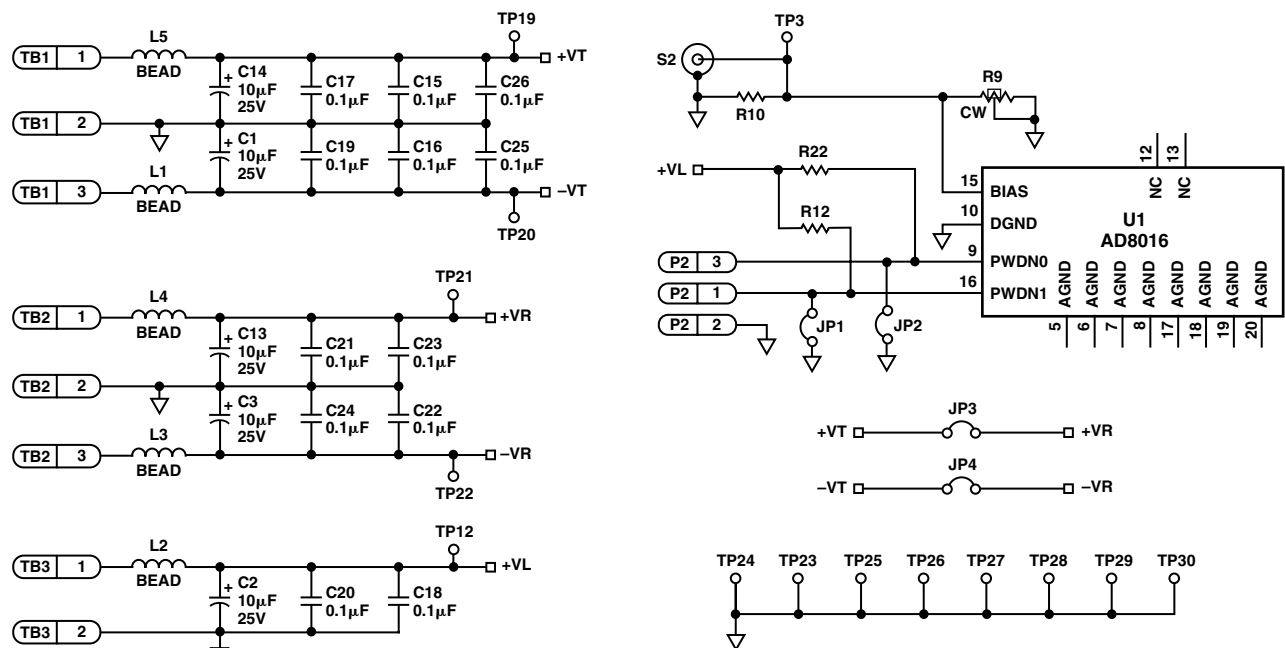 TP19
L5
TB1 1
BEAD
+VT
+ C14
10µF
25V
C17
0.1µF
C15
0.1µF
C26
0.1µF
TB1 2
+ C1
10µF
25V
C19
0.1µF
C16
0.1µF
C25
0.1µF
L1
TB1 3
BEAD
–VT
TP20
TP21
L4
TB2 1
BEAD
+VR
+ C13
10µF
25V
C21
0.1µF
C23
0.1µF
TB2 2
+ C3
10µF
25V
C24
0.1µF
C22
0.1µF
L3
TB2 3
BEAD
–VR
TP22
TP12
L2
TB3 1
BEAD
+VL
+ C2
10µF
25V
C20
0.1µF
C18
0.1µF
TB3 2
TP3
S2
R10
R9
CW
+VL
R22
R12
P2 3
P2 1
P2 2
JP1
JP2
12
13
NC
NC
15
BIAS
10
DGND
9
PWDN0
16
PWDN1
U1
AD8016
AGND
AGND
AGND
AGND
AGND
AGND
AGND
AGND
5
6
7
8
17
18
19
20
JP3
+VT
+VR
JP4
–VT
–VR
TP24 TP23 TP25 TP26 TP27 TP28 TP29 TP30